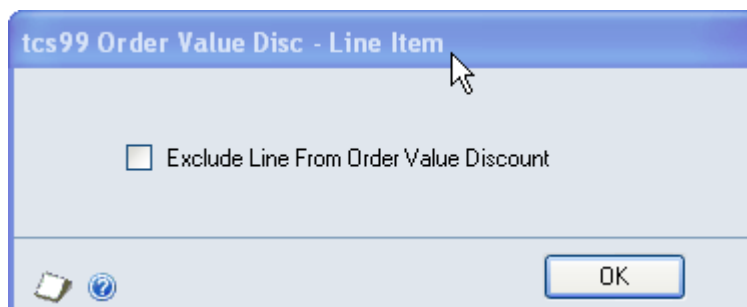 tcs99 Order Value Disc - Line Item
Exclude Line From Order Value Discount
OK